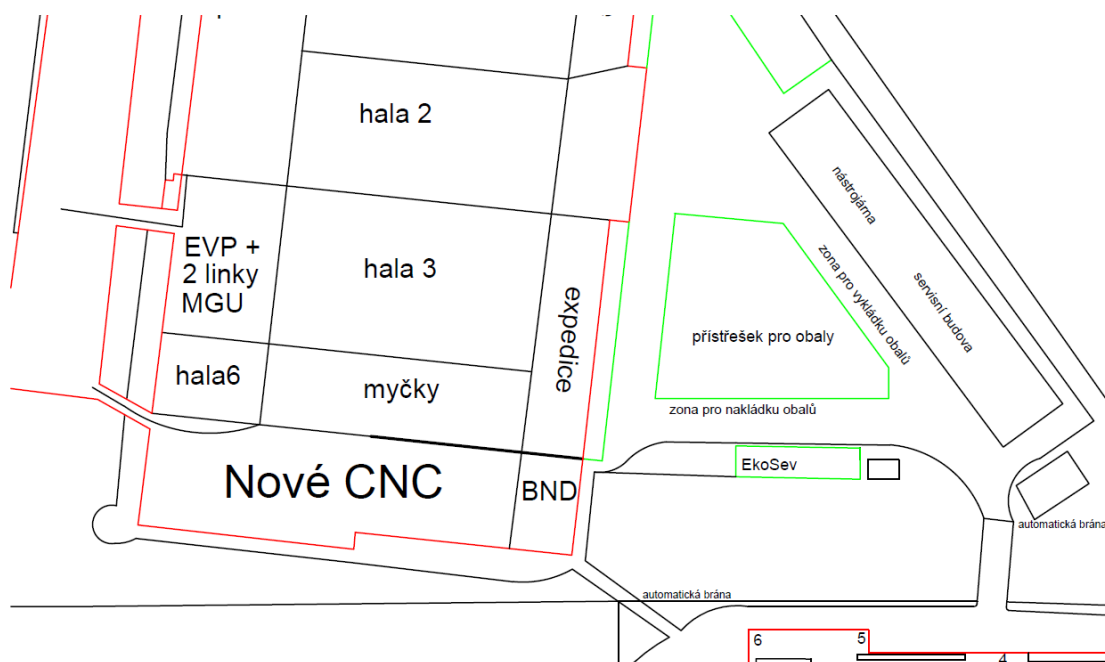 hala 2
nástrojárna
EVP +
2 linky
MGU
hala 3
expedice
zona pro vykládku obalů
servisní budova
přístřešek pro obaly
hala6
myčky
zona pro nakládku obalů
Nové CNC
BND
EkoSev
automatická brána
automatická brána
6
5
4